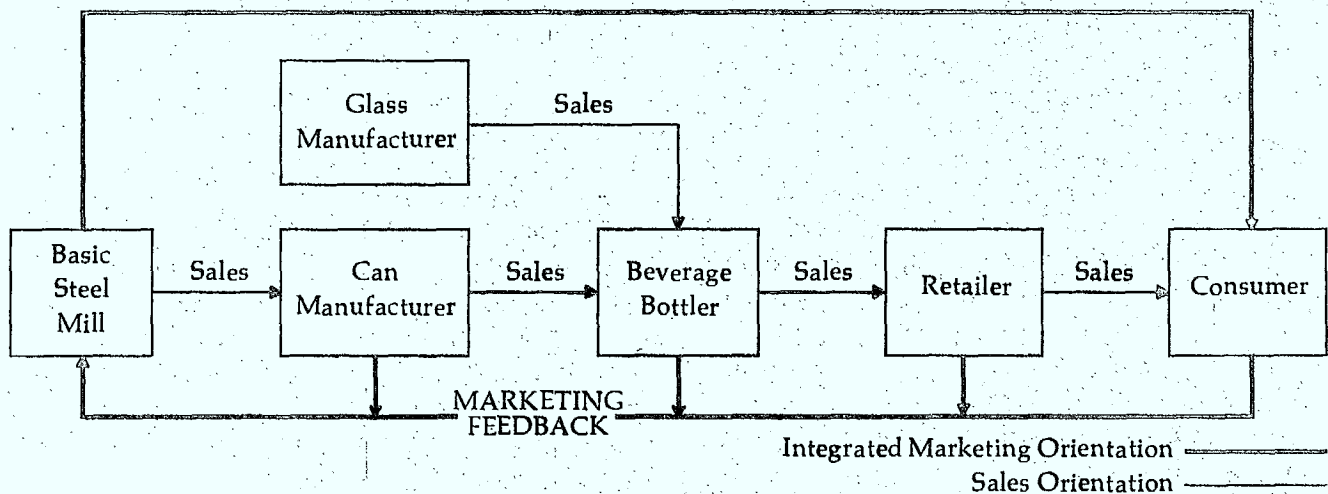 Glass
Manufacturer
Sales
Basic
Steel
Mill
Sales
Can
Manufacturer
Sales
Beverage
Bottler
Sales
Retailer
Sales
Consumer
MARKETING
FEEDBACK
Integrated Marketing Orientation
Sales Orientation